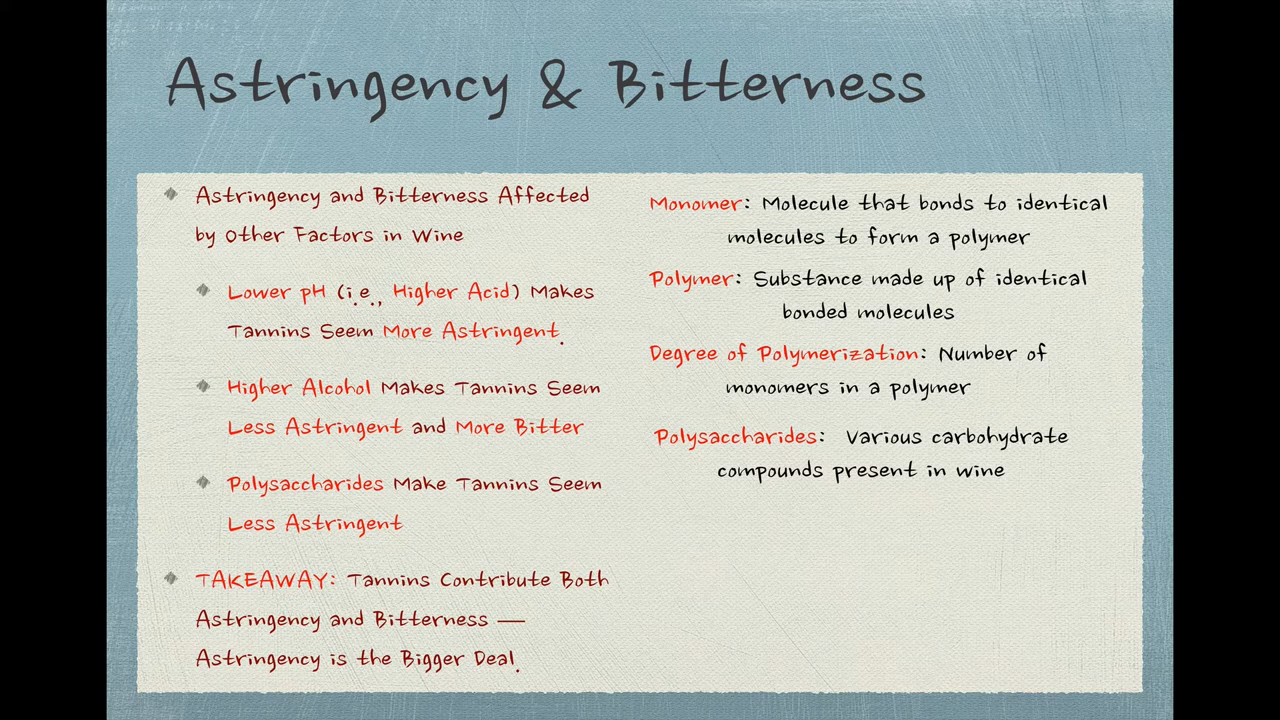 Astringency & Bitterness
Astringency and Bitterness Affected
by Other Factors in Wine
Lower pH (i.e., Higher Acid) Makes
Tannins Seem More Astringent.
Higher Alcohol Makes Tannins Seem
Less Astringent and More Bitter
Polysaccharides Make Tannins Seem
Less Astringent
TAKEAWAY: Tannins Contribute Both
Astringency and Bitterness —
Astringency is the Bigger Deal.
Monomer: Molecule that bonds to identical
molecules to form a polymer
Polymer: Substance made up of identical
bonded molecules
Degree of Polymerization: Number of
monomers in a polymer
Polysaccharides: Various carbohydrate
compounds present in wine